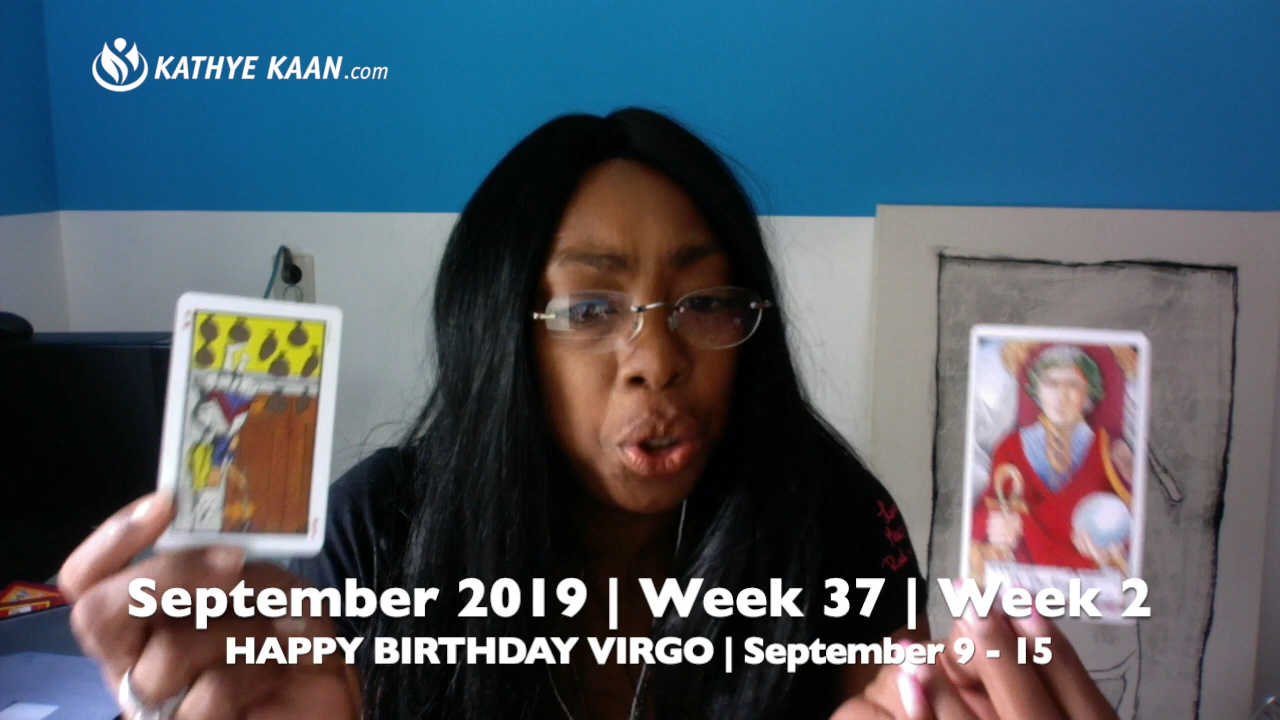 KATHYE KAAN.com
September 2019 | Week 37 | Week 2
HAPPY BIRTHDAY VIRGO | September 9 - 15